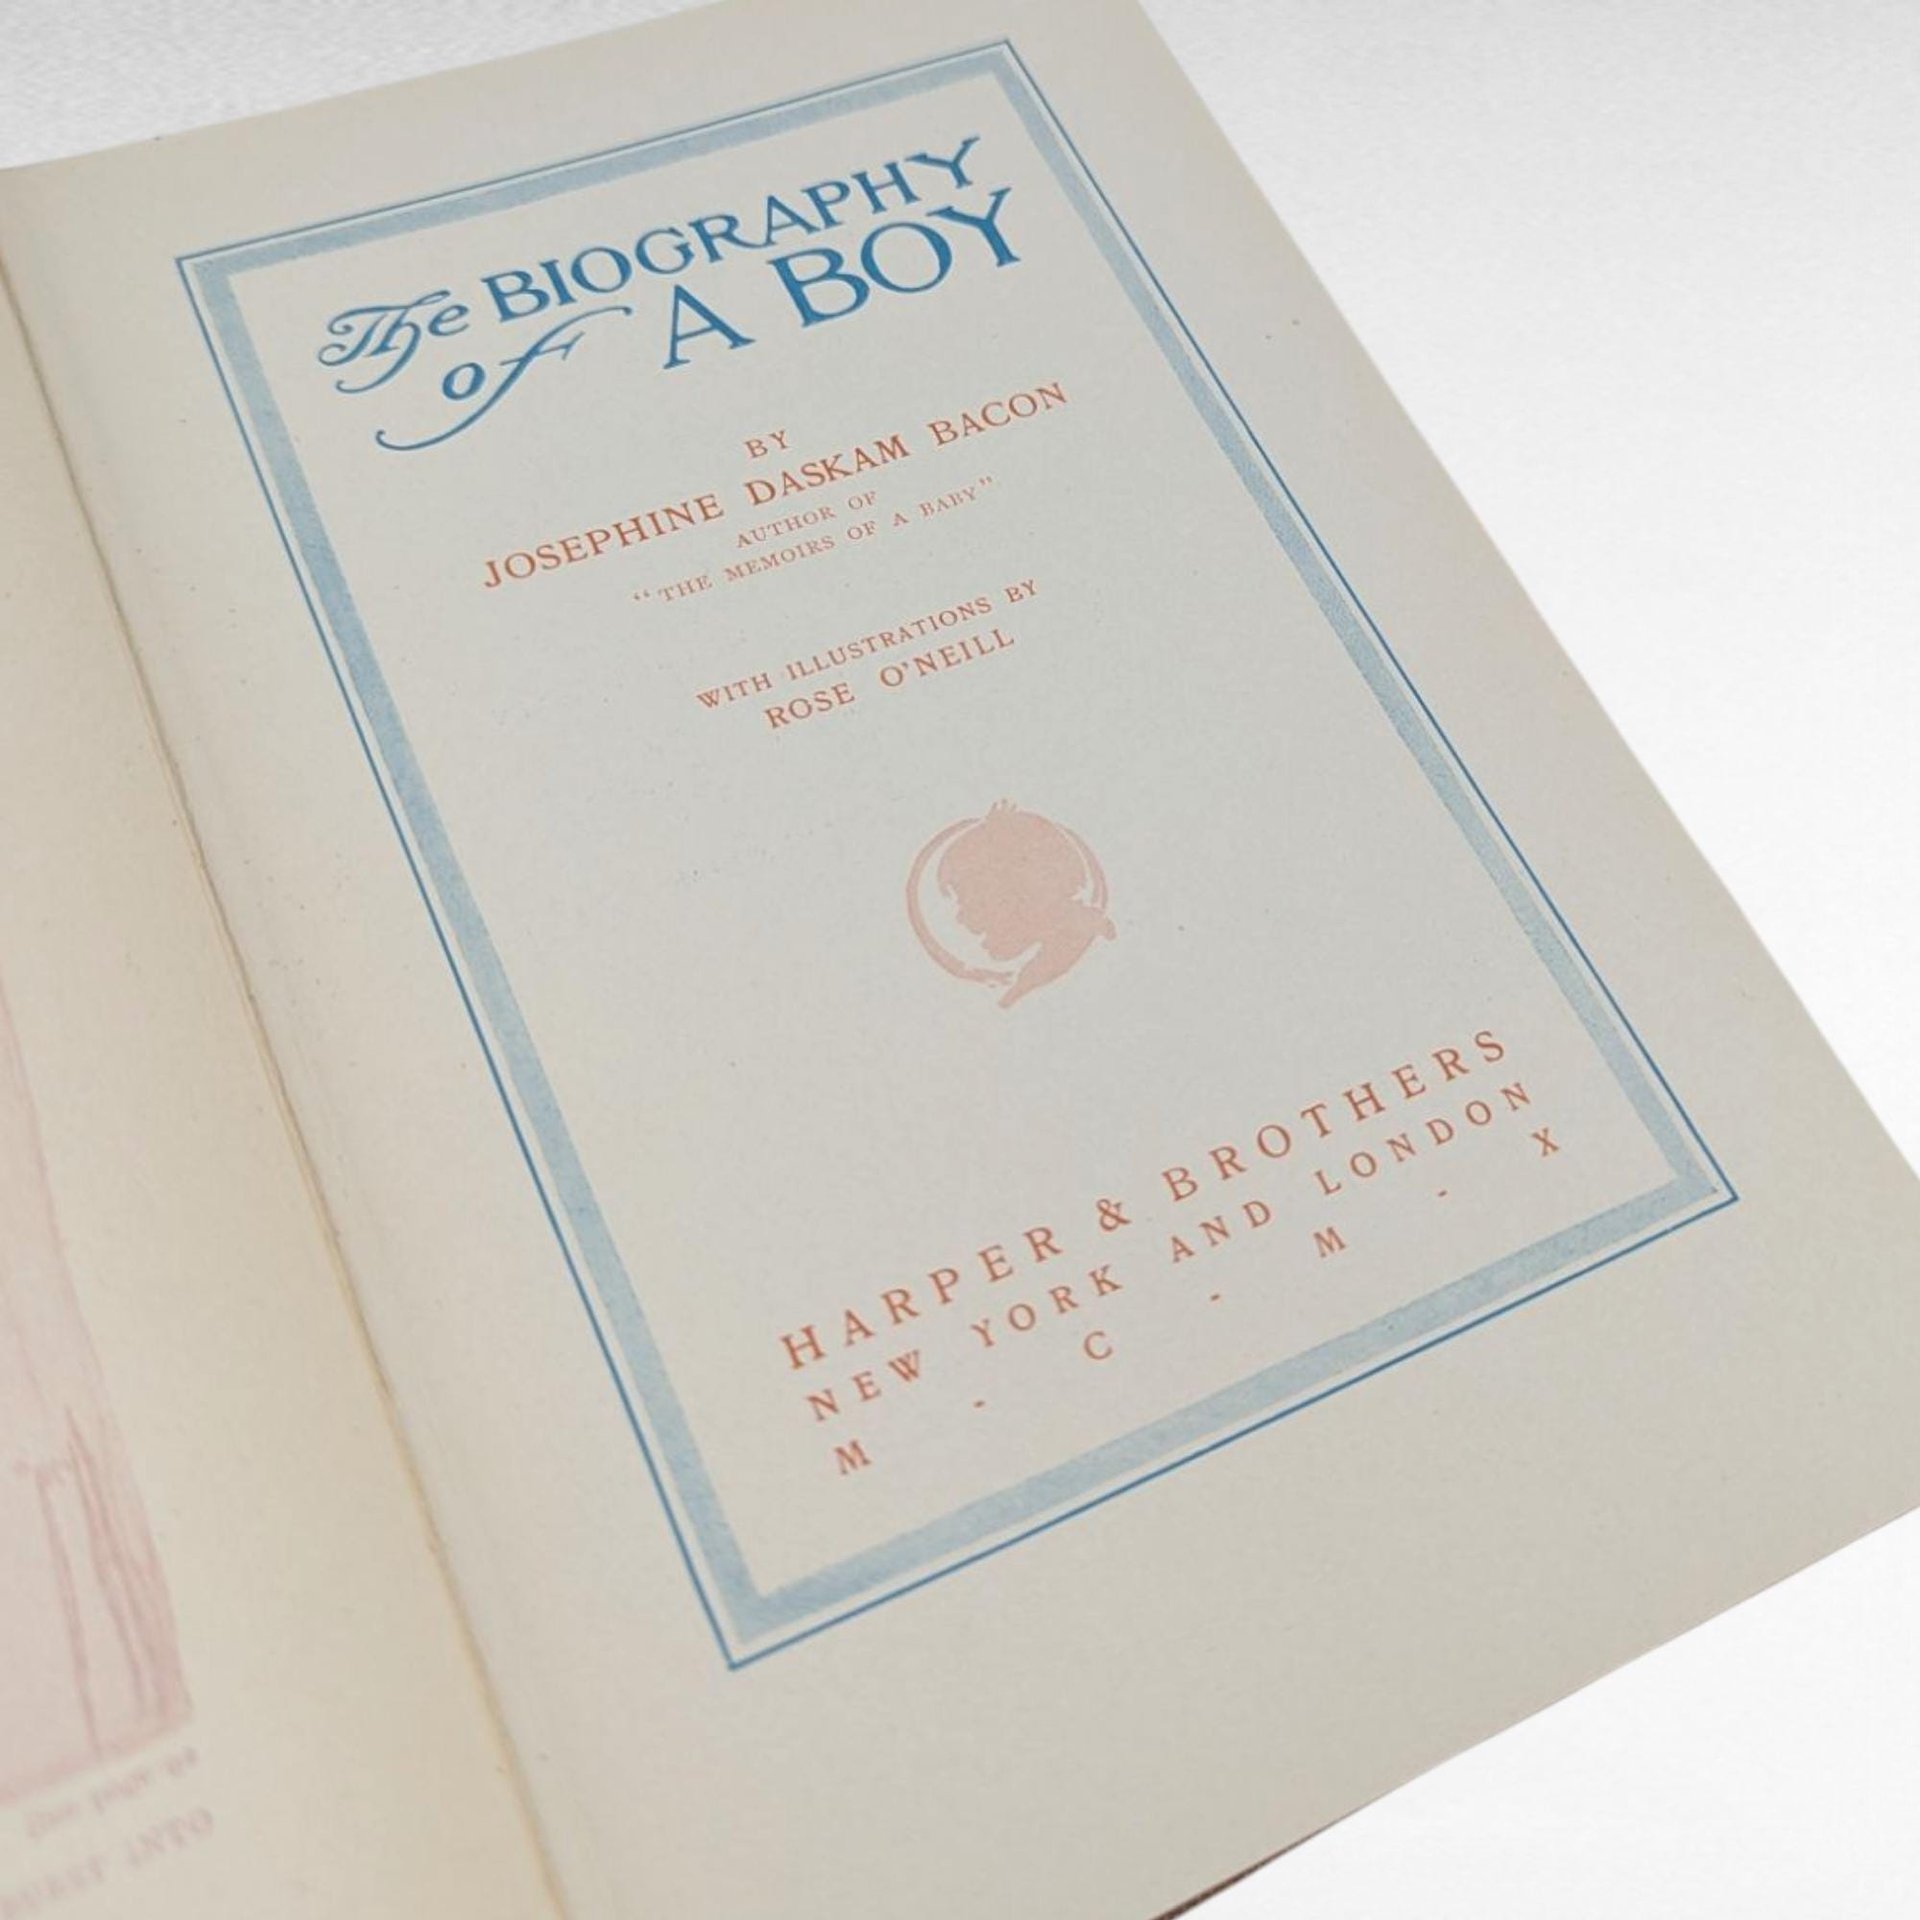 The BIOGRAPHY
of A BOY
BY
JOSEPHINE DASKAM BACON
AUTHOR OF
"THE MEMOIRS OF A BABY"
WITH ILLUSTRATIONS BY
ROSE O'NEILL
HARPER & BROTHERS
NEW YORK AND LONDON
M - C - M - X
INTO